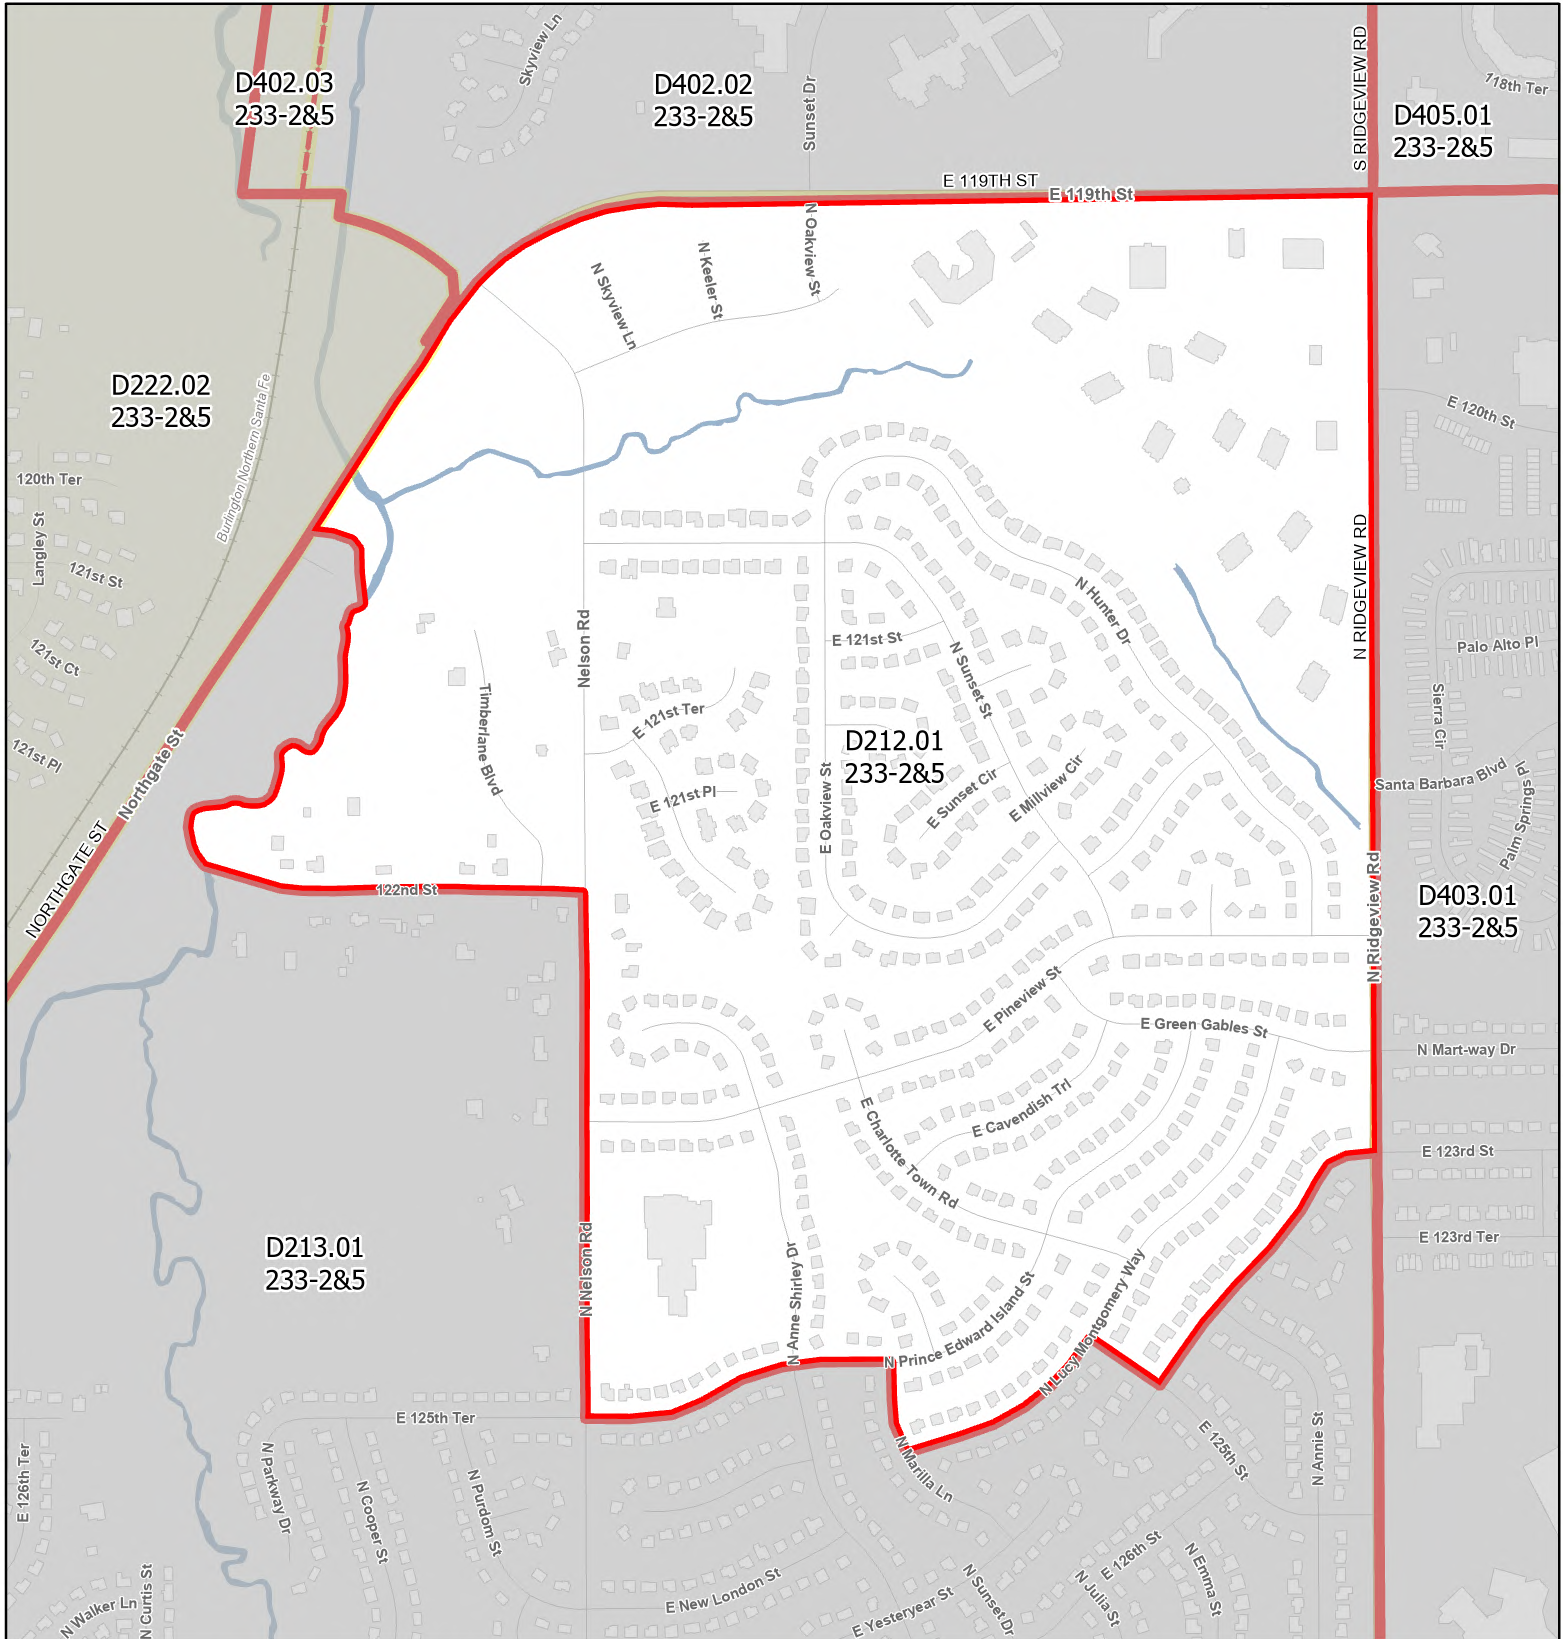 D402.03
233-2&5
Skyview Ln
D402.02
233-2&5
Sunset Dr
S RIDGEVIEW RD
118th Ter
D405.01
233-2&5
E 119TH ST
E 119th St
N Skyview Ln
N Keeler St
N Oakview St
D222.02
233-2&5
Burlington Northern Santa Fe
E 120th St
120th Ter
Langley St
121st St
121st Ct
121st Pl
N RIDGEVIEW RD
N Hunter Dr
Nelson Rd
E 121st St
N Sunset St
Palo Alto Pl
Sierra Cir
Timberlane Blvd
E 121st Ter
E 121st Pl
D212.01
233-2&5
E Oakview St
E Sunset Cir
E Millview Cir
Santa Barbara Blvd
Palm Springs Pl
Northgate St
NORTHGATE ST
122nd St
N Ridgeview Rd
D403.01
233-2&5
E Pineview St
E Green Gables St
N Mart-way Dr
E Cavendish Trl
E Charlotte Town Rd
E 123rd St
E 123rd Ter
D213.01
233-2&5
N Nelson Rd
N Anne Shirley Dr
N Prince Edward Island St
N Lucy Montgomery Way
E 125th Ter
N Marilla Ln
E 125th St
N Annie St
E 126th Ter
N Parkway Dr
N Cooper St
N Purdom St
E 126th St
N Emma St
N Julia St
N Sunset Dr
E New London St
E Yesteryear St
N Walker Ln
N Curtis St